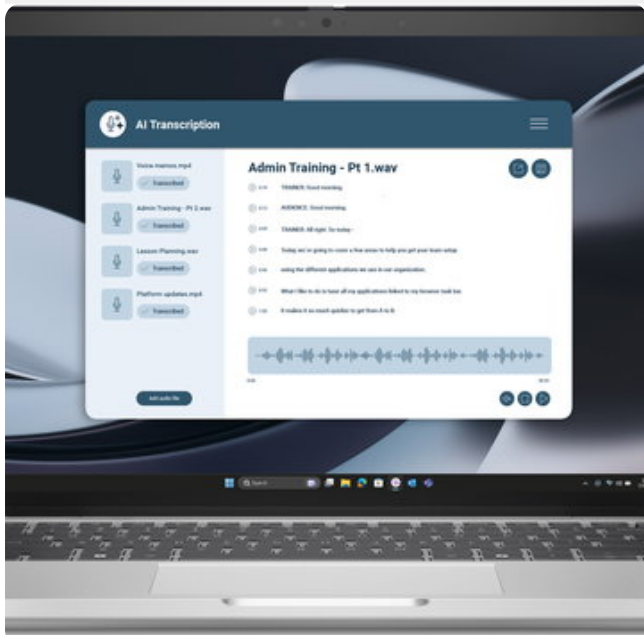 AI Transcription
Voice memos.mp4
Transcribed
Admin Training - Pt 1.wav
Transcribed
Lesson Planning.wav
Transcribed
Platform updates.mp4
Transcribed
Add audio file
Admin Training - Pt 1.wav
TRAINER: Good morning.
AUDIENCE: Good morning.
TRAINER: All right. So today -
Today we're going to cover a few areas to help you get your team setup
using the different applications we use in our organization.
What I like to do is have all my applications linked to my browser task bar.
It makes it so much quicker to get from A to B.
0:00
Search